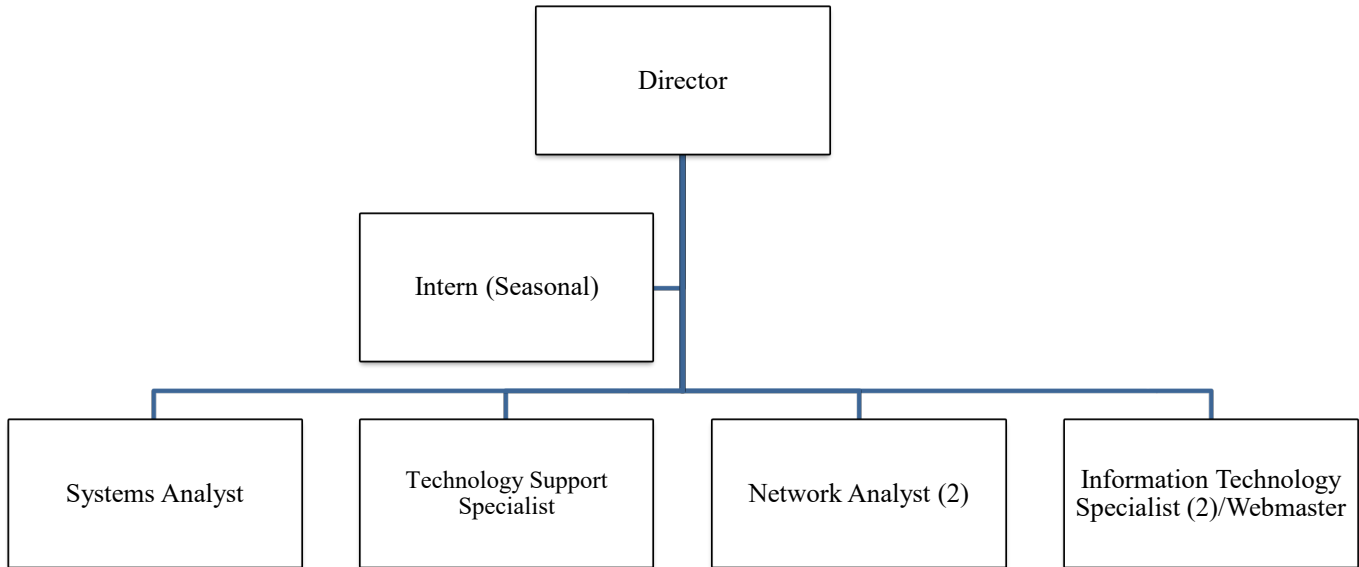 Director
Intern (Seasonal)
Systems Analyst
Technology Support
Specialist
Network Analyst (2)
Information Technology
Specialist (2)/Webmaster